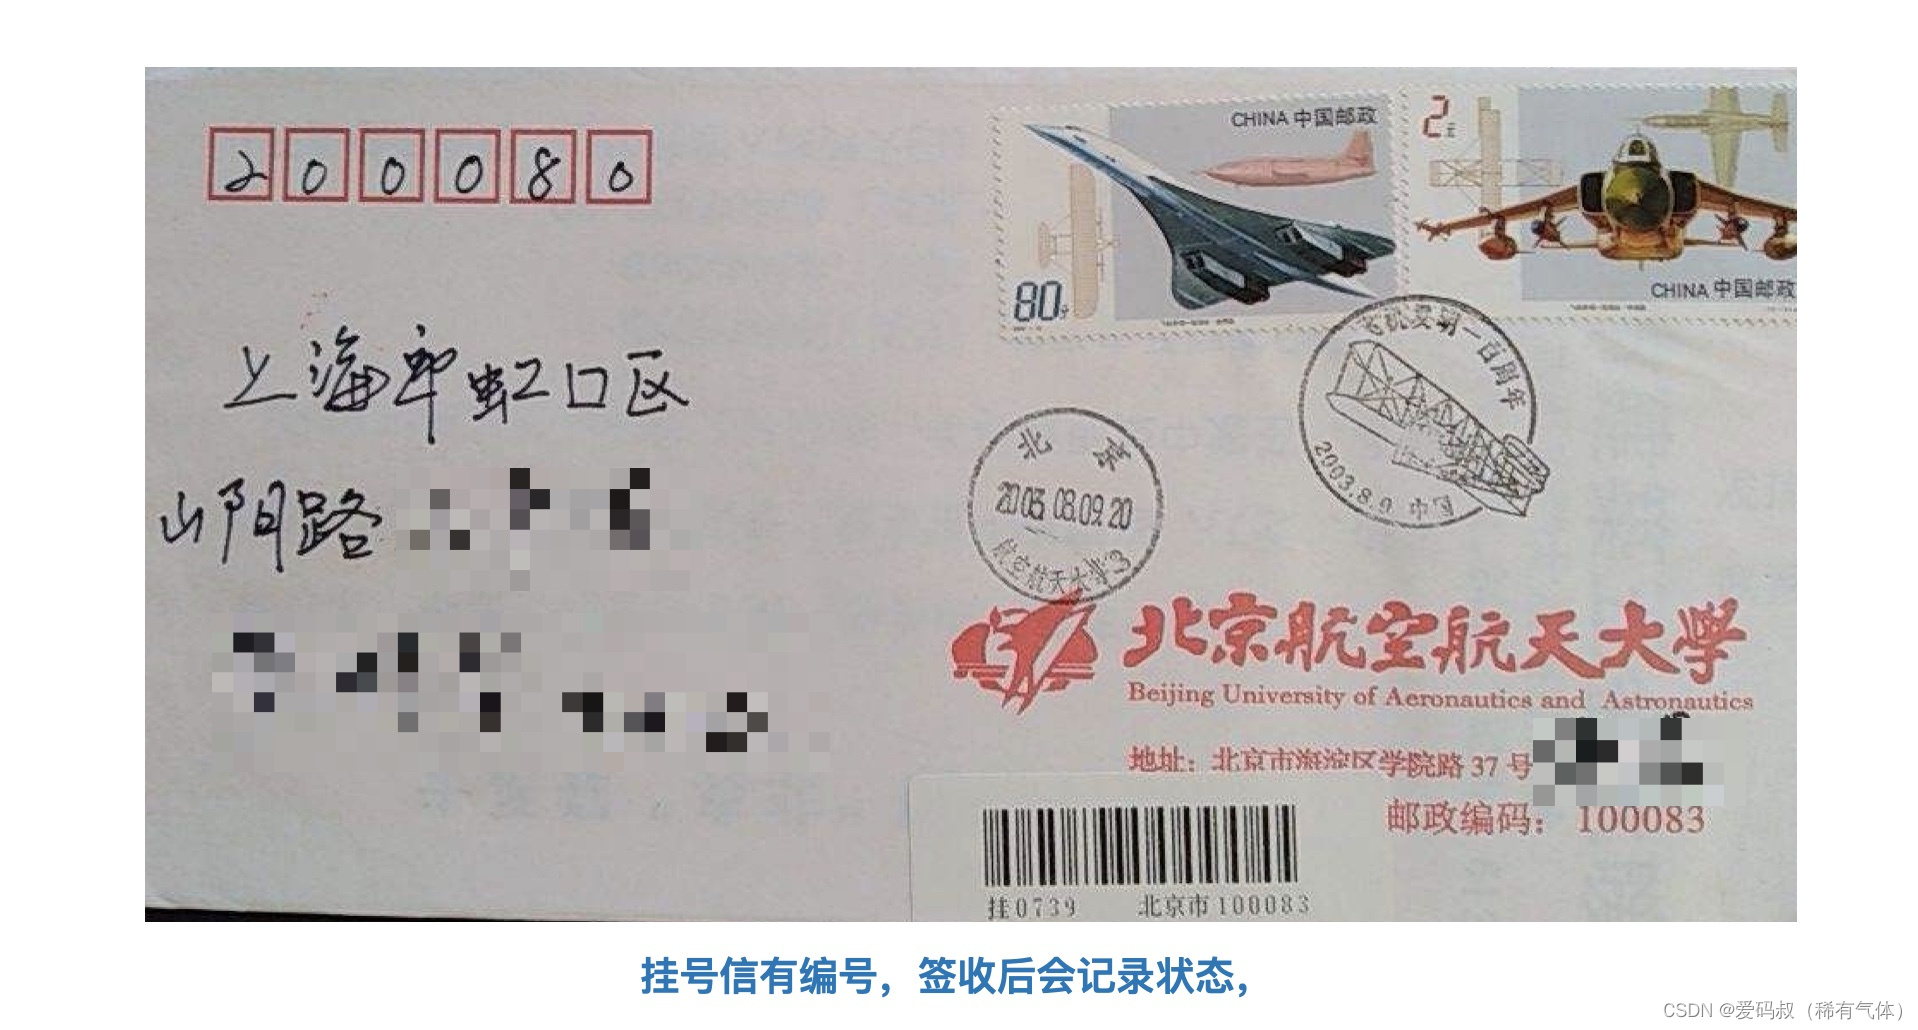 200080
上海市虹口区
山阴路
CHINA 中国邮政
80分
2元
CHINA 中国邮政
飞机发明一百周年
2003.8.9 中国
北京
2003.08.09.20
航空航天大学3
北京航空航天大学
Beijing University of Aeronautics and Astronautics
地址：北京市海淀区学院路 37 号
邮政编码：100083
挂0739 北京市100083
挂号信有编号，签收后会记录状态，
CSDN @爱码叔（稀有气体）